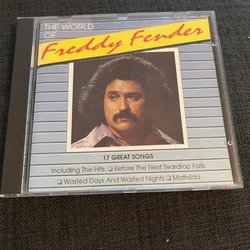 THE WORLD
OF
Freddy Fender
17 GREAT SONGS
Including The Hits: ❏ Before The Next Teardrop Falls
❏ Wasted Days And Wasted Nights ❏ Mathilda